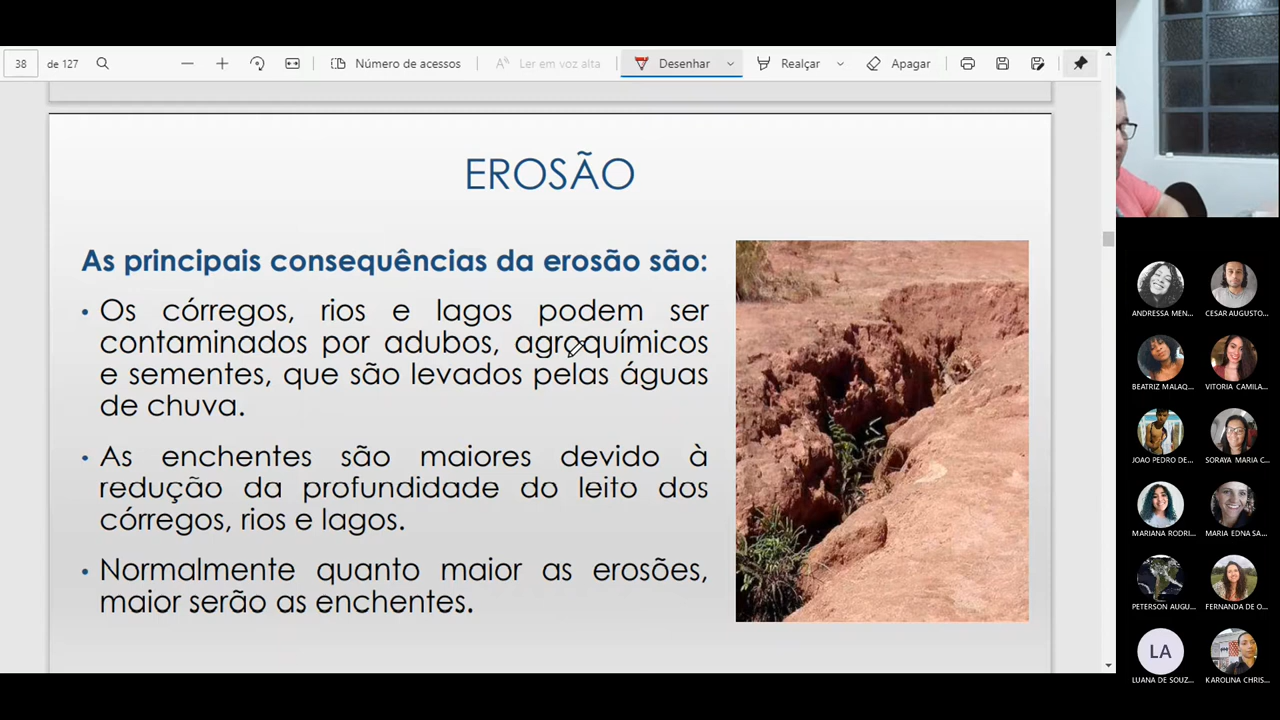 38 de 127
Número de acessos
Ler em voz alta
Desenhar
Realçar
Apagar
EROSÃO
As principais consequências da erosão são:
• Os córregos, rios e lagos podem ser
contaminados por adubos, agroquímicos
e sementes, que são levados pelas águas
de chuva.
• As enchentes são maiores devido à
redução da profundidade do leito dos
córregos, rios e lagos.
• Normalmente quanto maior as erosões,
maior serão as enchentes.
ANDRESSA MEN...
CESAR AUGUSTO...
BEATRIZ MALAQ...
VITORIA CAMILA...
JOAO PEDRO DE...
SORAYA MARIA C...
MARIANA RODRI...
MARIA EDNA SA...
PETERSON AUGU...
FERNANDA DE O...
LA
LUANA DE SOUZ...
KAROLINA CHRIS...